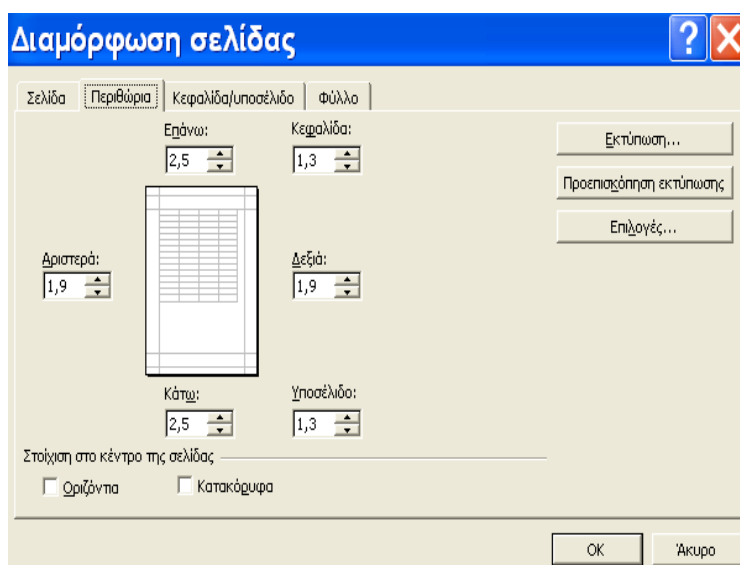 Διαμόρφωση σελίδας
?
Σελίδα Περιθώρια Κεφαλίδα/υποσέλιδο Φύλλο
Επάνω: Κεφαλίδα:
2,5 1,3
Εκτύπωση...
Προεπισκόπηση εκτύπωσης
Επιλογές...
Αριστερά: Δεξιά:
1,9 1,9
Κάτω: Υποσέλιδο:
2,5 1,3
Στοίχιση στο κέντρο της σελίδας
Οριζόντια Κατακόρυφα
OK Άκυρο